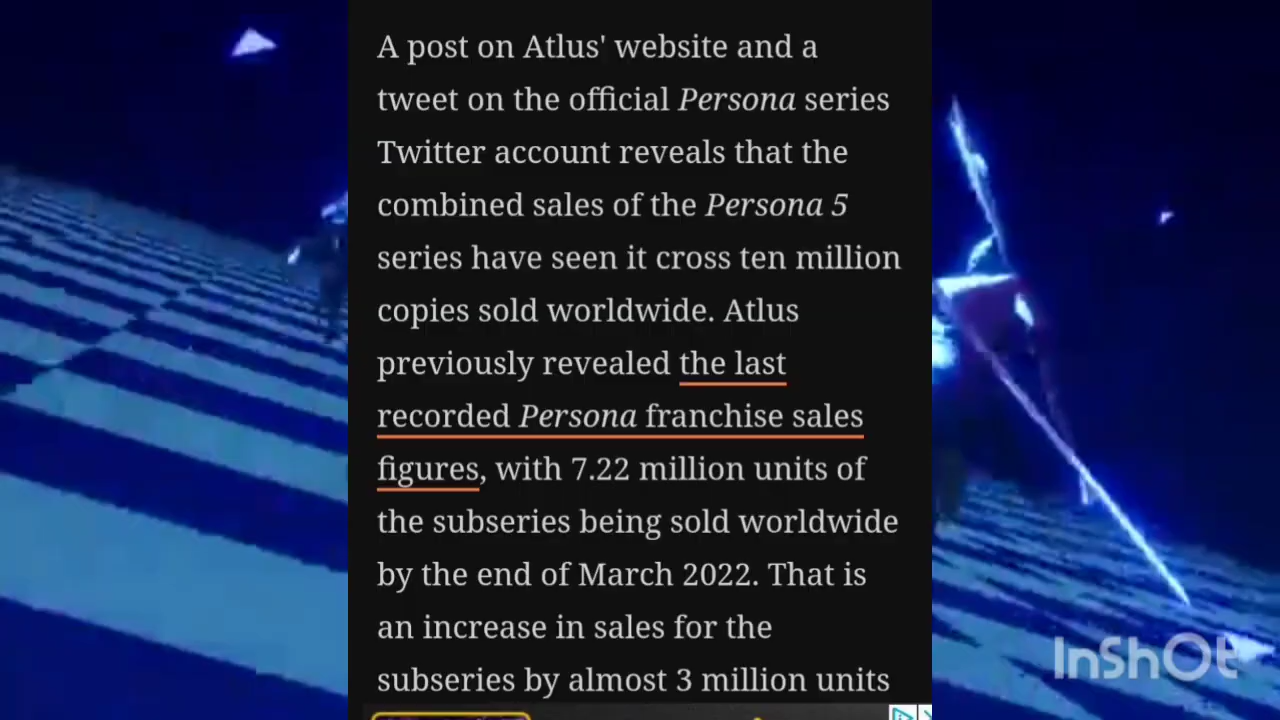 A post on Atlus' website and a
tweet on the official Persona series
Twitter account reveals that the
combined sales of the Persona 5
series have seen it cross ten million
copies sold worldwide. Atlus
previously revealed the last
recorded Persona franchise sales
figures, with 7.22 million units of
the subseries being sold worldwide
by the end of March 2022. That is
an increase in sales for the
subseries by almost 3 million units
InShOt